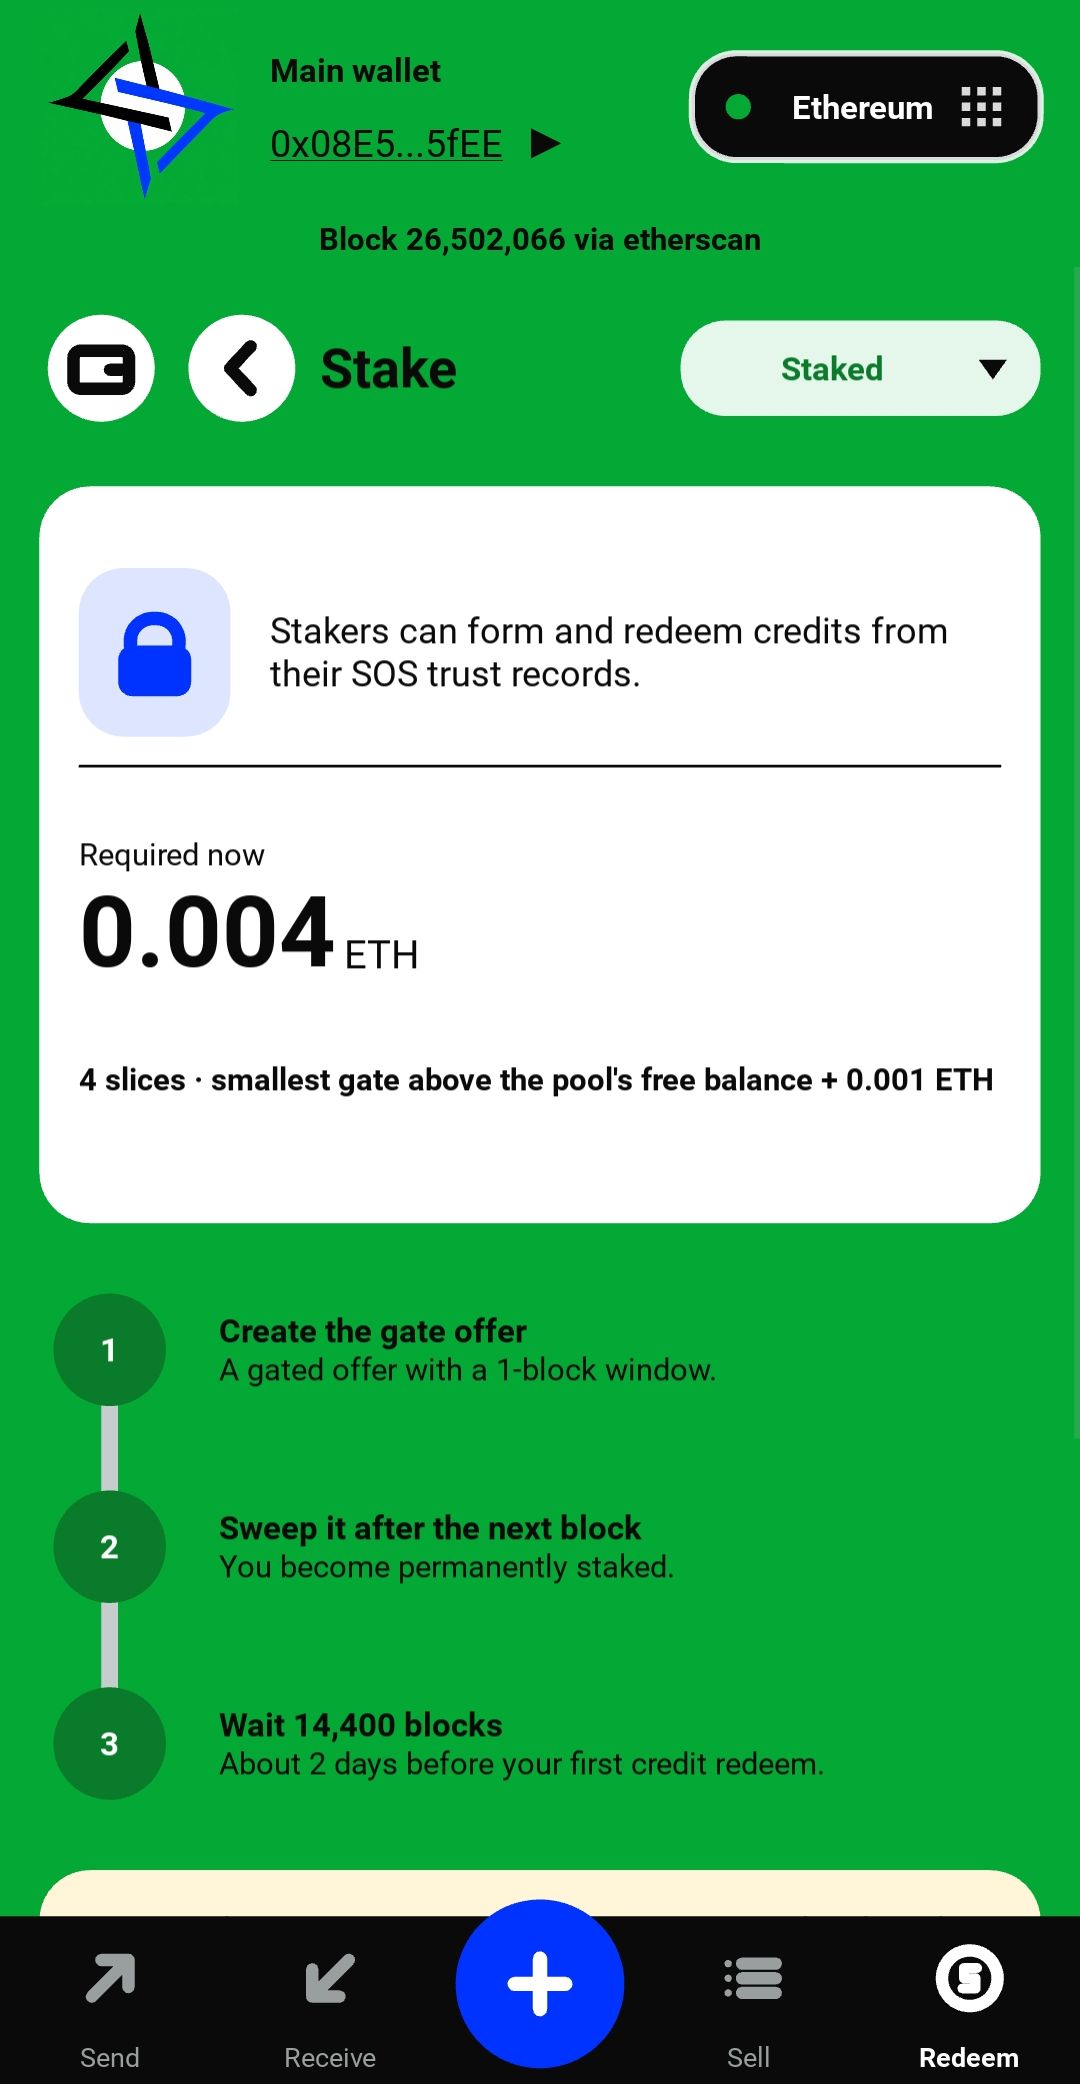 Main wallet
0x08E5...5fEE
Ethereum
Block 26,502,066 via etherscan
Stake
Staked
Stakers can form and redeem credits from
their SOS trust records.
Required now
0.004 ETH
4 slices · smallest gate above the pool's free balance + 0.001 ETH
1
Create the gate offer
A gated offer with a 1-block window.
2
Sweep it after the next block
You become permanently staked.
3
Wait 14,400 blocks
About 2 days before your first credit redeem.
Send
Receive
Sell
Redeem